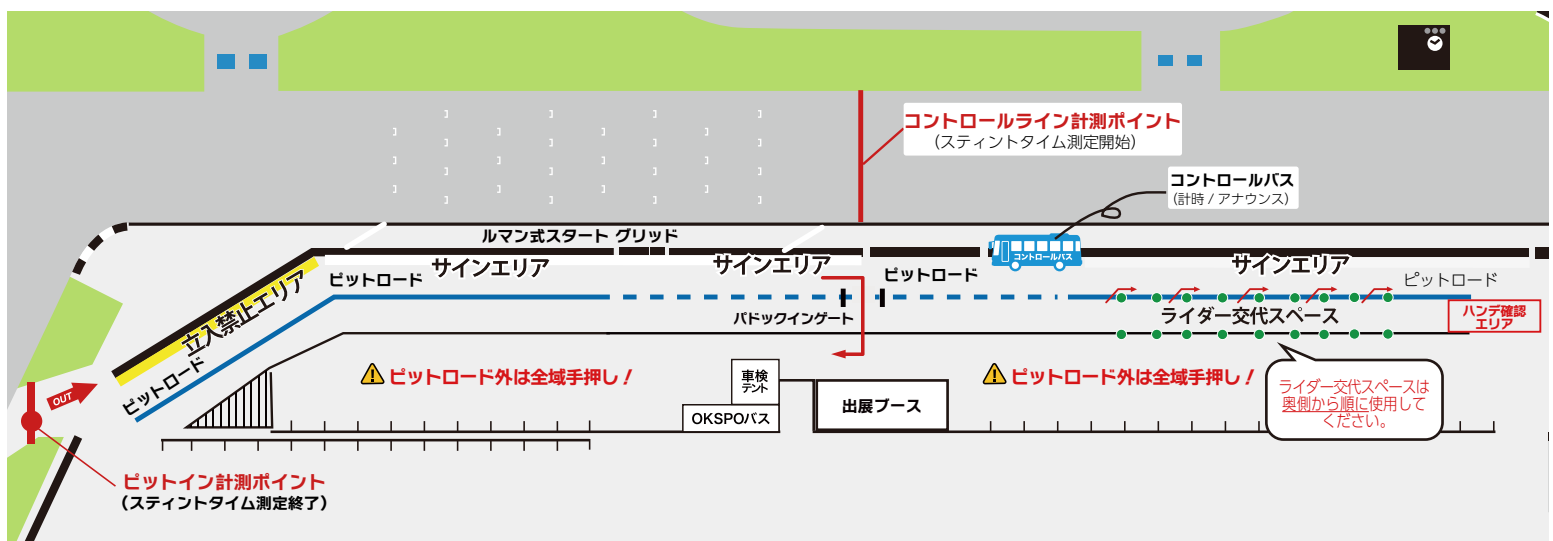 コントロールライン計測ポイント
(スティントタイム測定開始)
コントロールバス
(計時 / アナウンス)
ルマン式スタート グリッド
サインエリア
サインエリア
コントロールバス
サインエリア
ピットロード
ピットロード
ピットロード
立入禁止エリア
パドックインゲート
ライダー交代スペース
ハンデ確認
エリア
ピットロード
⚠ ピットロード外は全域手押し!
車検
テント
⚠ ピットロード外は全域手押し!
OUT
OKSPOバス
出展ブース
ライダー交代スペースは
奥側から順に使用して
ください。
ピットイン計測ポイント
(スティントタイム測定終了)